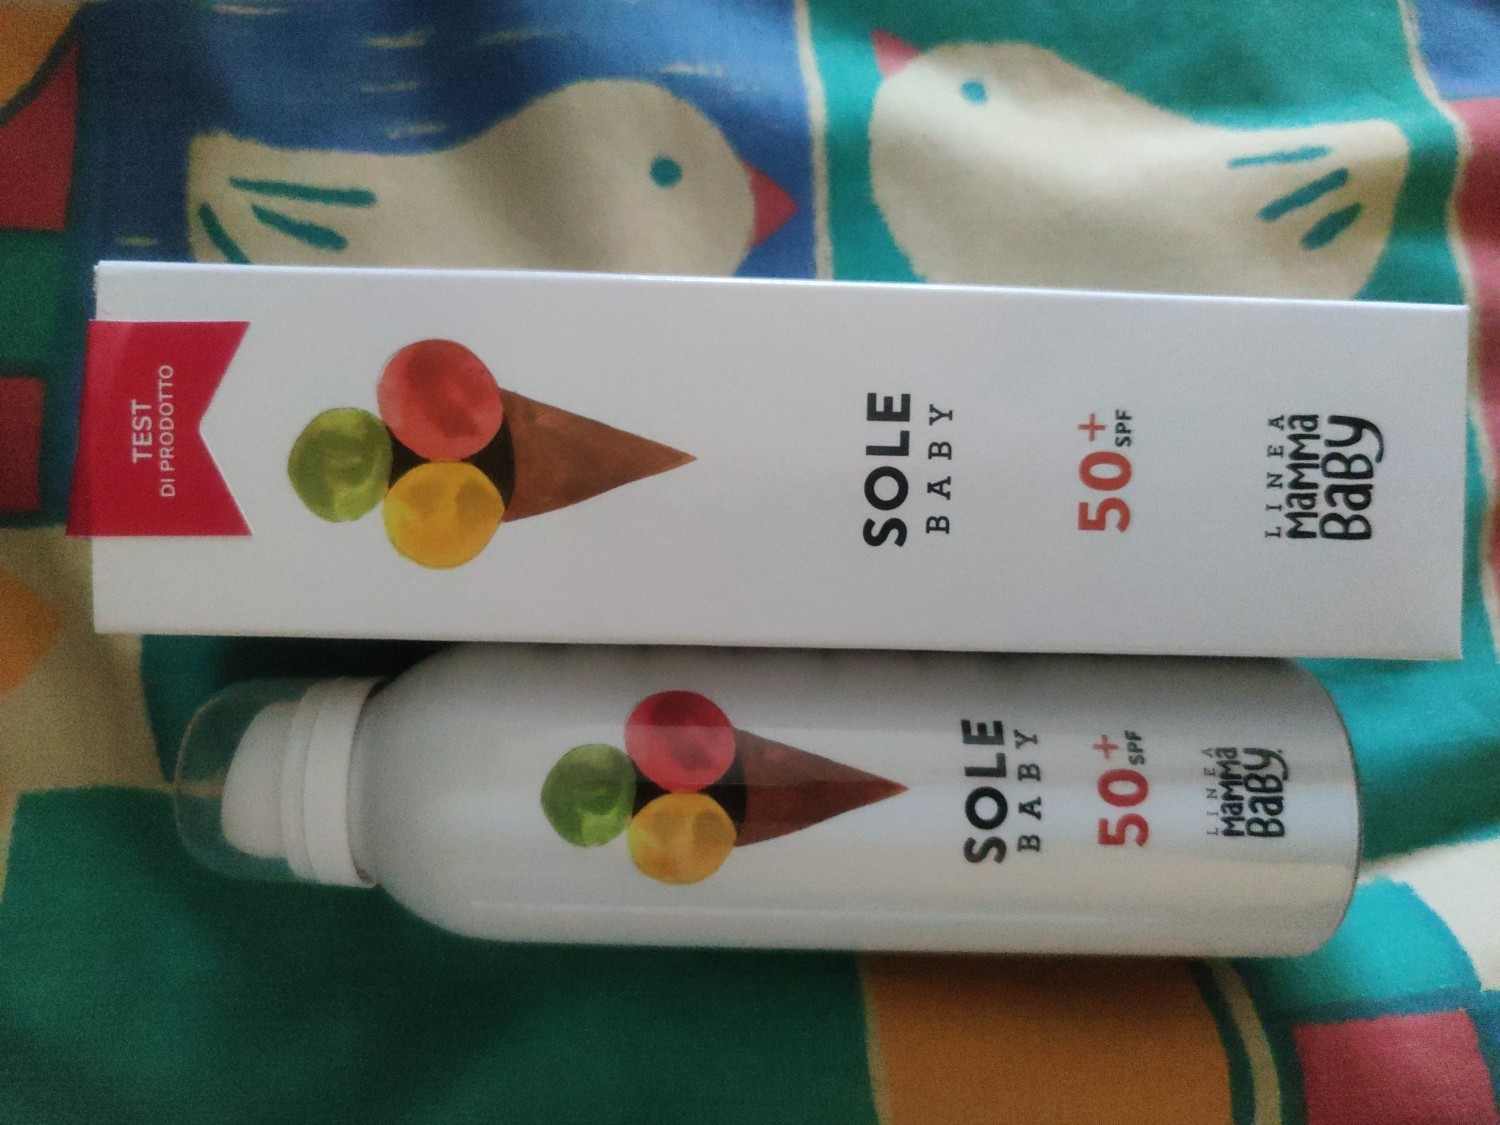 TEST
DI PRODOTTO
SOLE
BABY
50+
SPF
LINEA
MaMMa
BaBY
SOLE
BABY
50+
SPF
LINEA
MaMMa
BaBY